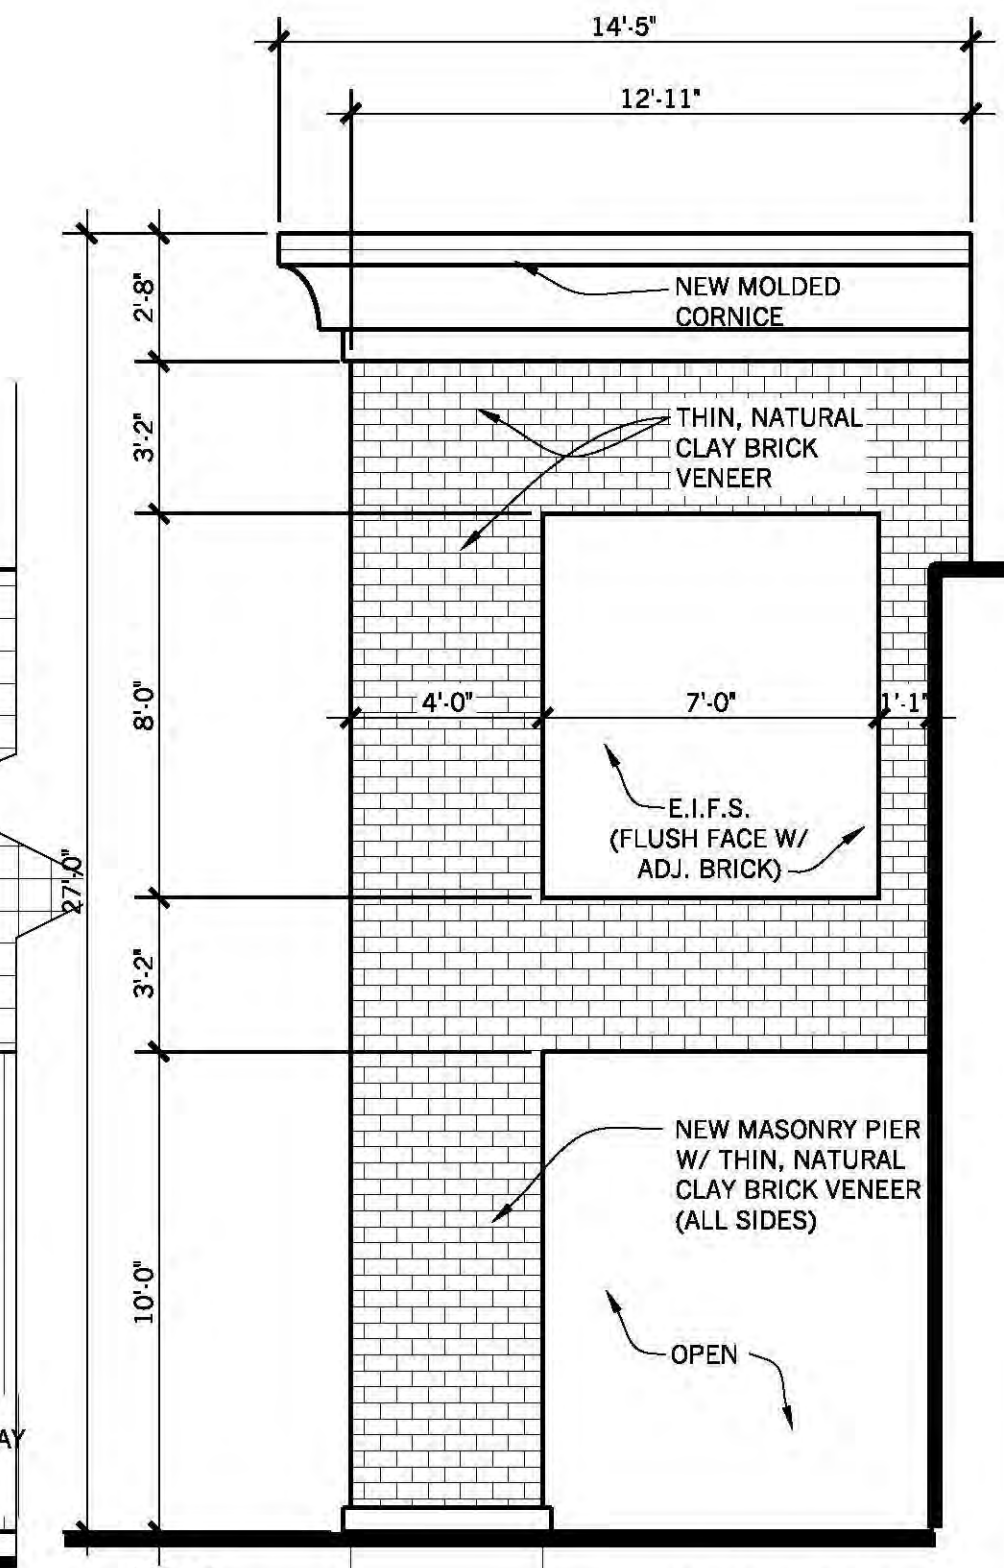 14'-5"
12'-11"
2'-8"
NEW MOLDED
CORNICE
3'-2"
THIN, NATURAL
CLAY BRICK
VENEER
8'-0"
4'-0"
7'-0"
1'-1"
E.I.F.S.
(FLUSH FACE W/
ADJ. BRICK)
27'-0"
3'-2"
NEW MASONRY PIER
W/ THIN, NATURAL
CLAY BRICK VENEER
(ALL SIDES)
10'-0"
OPEN
AY